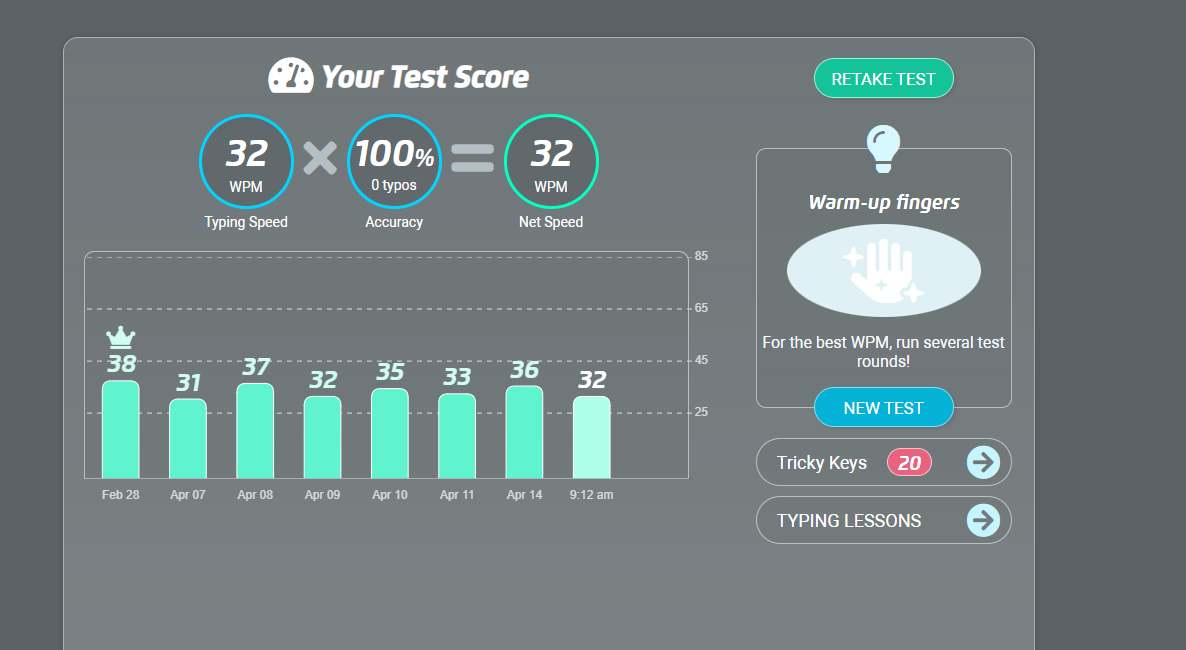 Your Test Score
RETAKE TEST
32
WPM
Typing Speed
100%
0 typos
Accuracy
32
WPM
Net Speed
Warm-up fingers
For the best WPM, run several test
rounds!
NEW TEST
Tricky Keys 20
TYPING LESSONS
85
65
45
25
38
31
37
32
35
33
36
32
Feb 28
Apr 07
Apr 08
Apr 09
Apr 10
Apr 11
Apr 14
9:12 am